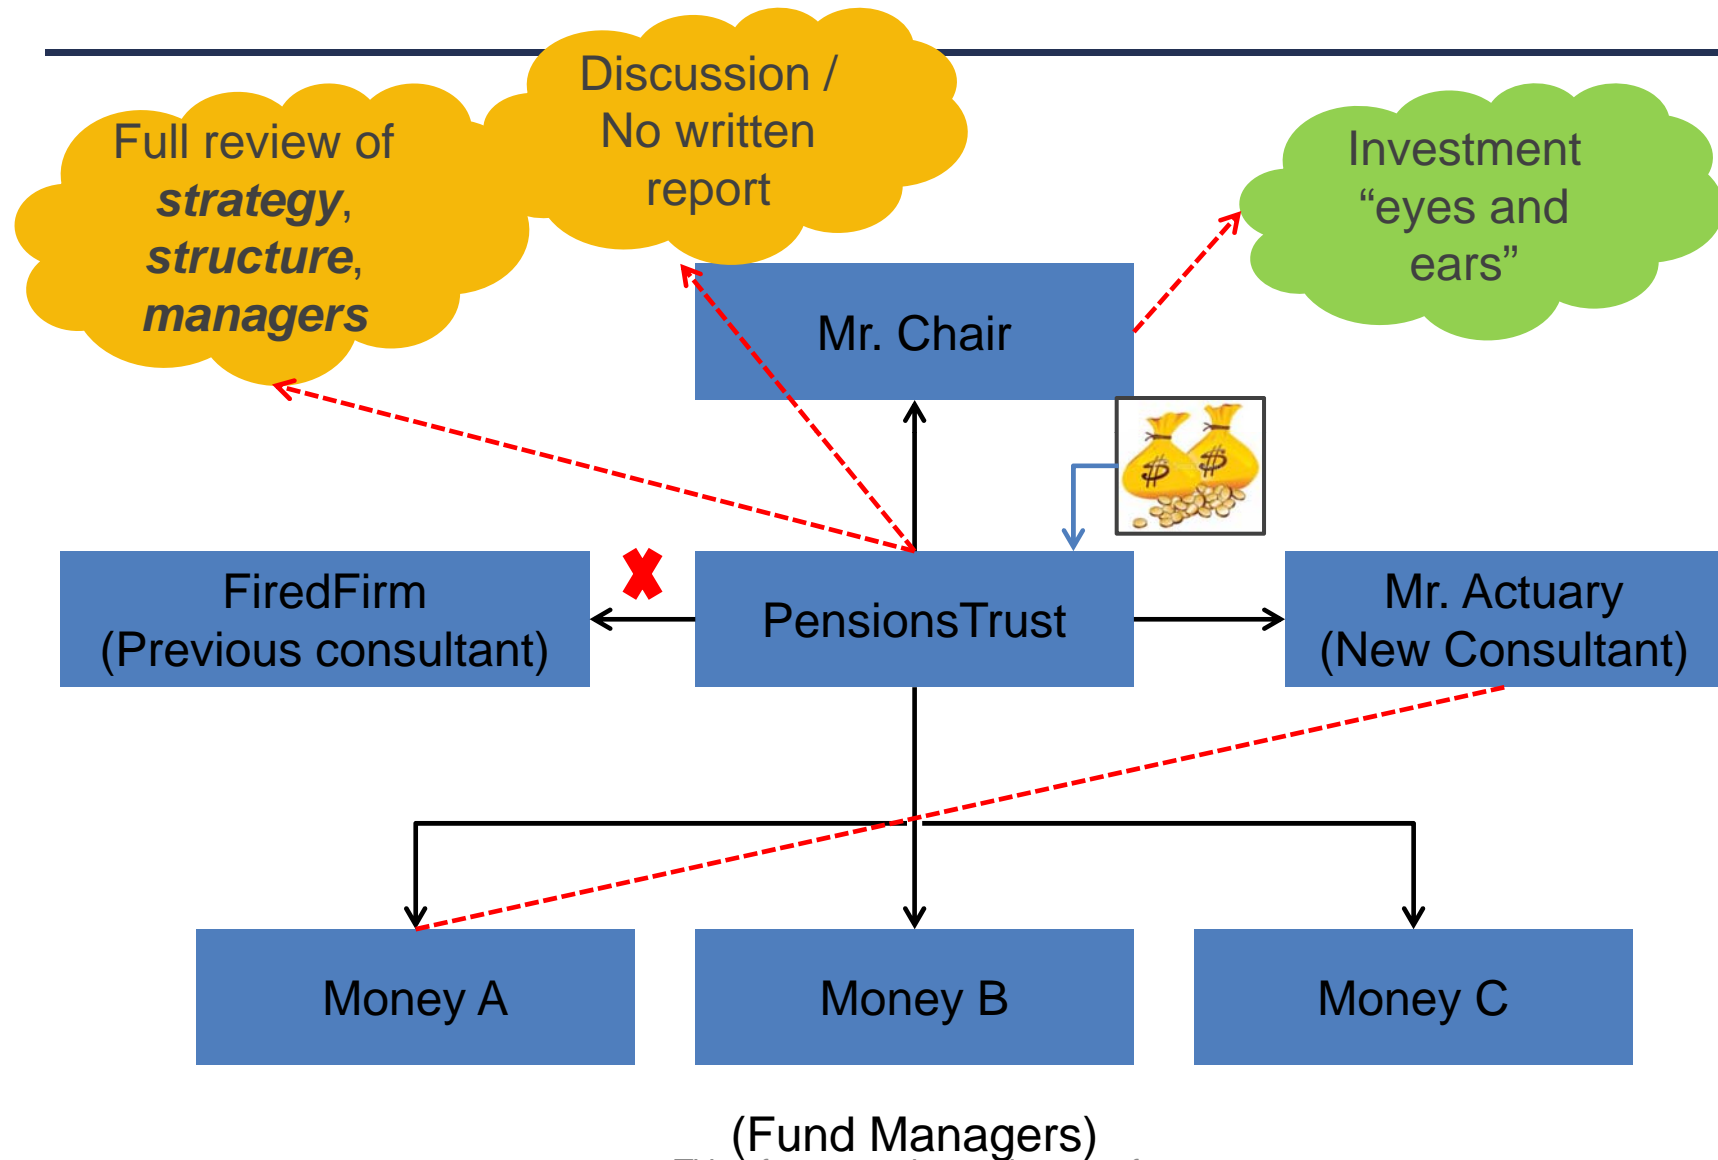 Discussion /
No written
report
Full review of
strategy,
structure,
managers
Investment
“eyes and
ears”
Mr. Chair
$
$
FiredFirm
(Previous consultant)
PensionsTrust
Mr. Actuary
(New Consultant)
Money A
Money B
Money C
(Fund Managers)